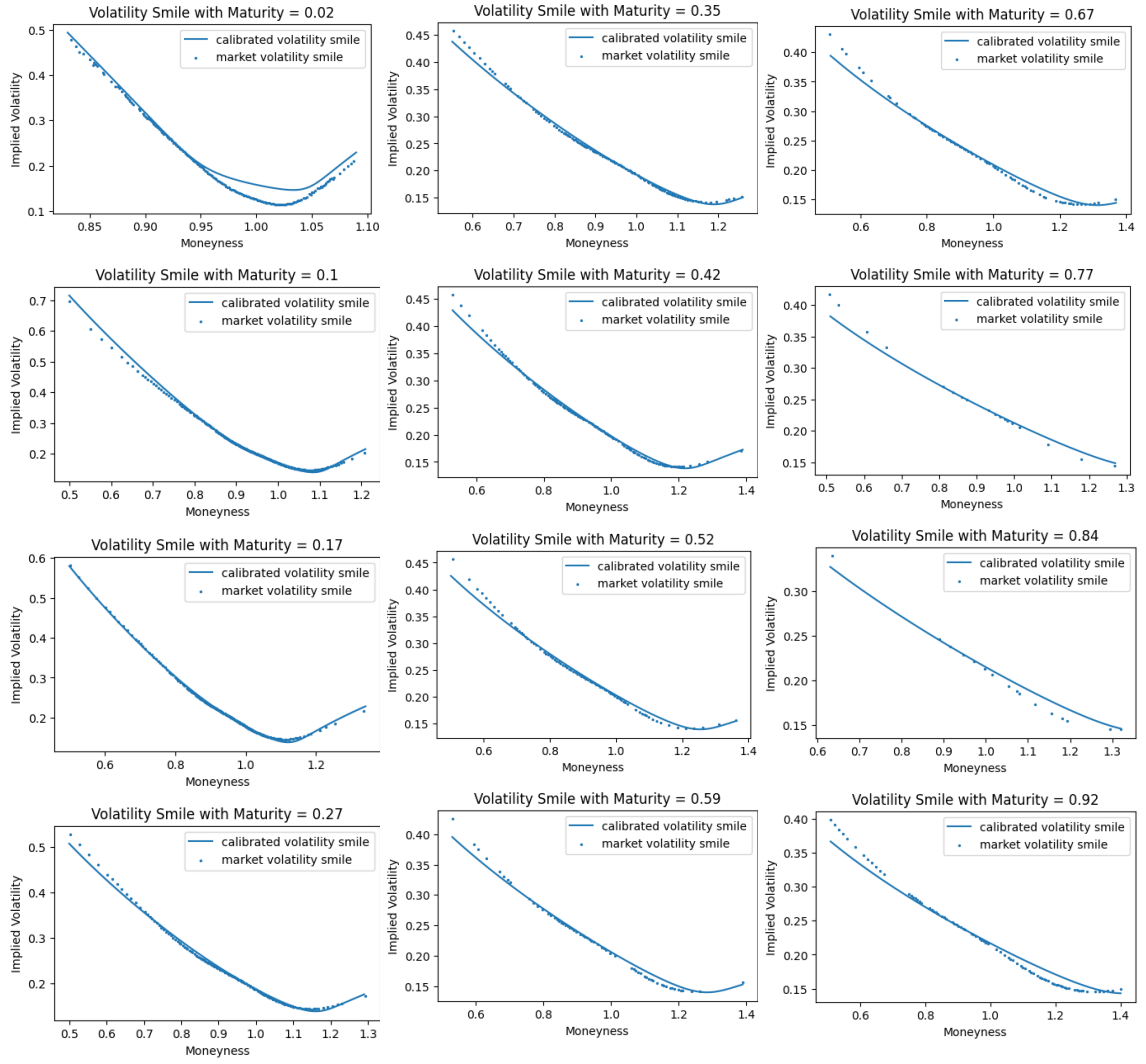 Volatility Smile with Maturity = 0.02
calibrated volatility smile
market volatility smile
Implied Volatility
0.5
0.4
0.3
0.2
0.1
0.85 0.90 0.95 1.00 1.05 1.10
Moneyness
Volatility Smile with Maturity = 0.35
calibrated volatility smile
market volatility smile
Implied Volatility
0.45
0.40
0.35
0.30
0.25
0.20
0.15
0.5 0.6 0.7 0.8 0.9 1.0 1.1 1.2
Moneyness
Volatility Smile with Maturity = 0.67
calibrated volatility smile
market volatility smile
Implied Volatility
0.40
0.35
0.30
0.25
0.20
0.15
0.6 0.8 1.0 1.2 1.4
Moneyness
Volatility Smile with Maturity = 0.1
calibrated volatility smile
market volatility smile
Implied Volatility
0.7
0.6
0.5
0.4
0.3
0.2
0.1
0.5 0.6 0.7 0.8 0.9 1.0 1.1 1.2
Moneyness
Volatility Smile with Maturity = 0.42
calibrated volatility smile
market volatility smile
Implied Volatility
0.45
0.40
0.35
0.30
0.25
0.20
0.15
0.6 0.8 1.0 1.2 1.4
Moneyness
Volatility Smile with Maturity = 0.77
calibrated volatility smile
market volatility smile
Implied Volatility
0.40
0.35
0.30
0.25
0.20
0.15
0.5 0.6 0.7 0.8 0.9 1.0 1.1 1.2 1.3
Moneyness
Volatility Smile with Maturity = 0.17
calibrated volatility smile
market volatility smile
Implied Volatility
0.6
0.5
0.4
0.3
0.2
0.6 0.8 1.0 1.2
Moneyness
Volatility Smile with Maturity = 0.52
calibrated volatility smile
market volatility smile
Implied Volatility
0.45
0.40
0.35
0.30
0.25
0.20
0.15
0.6 0.8 1.0 1.2 1.4
Moneyness
Volatility Smile with Maturity = 0.84
calibrated volatility smile
market volatility smile
Implied Volatility
0.30
0.25
0.20
0.15
0.6 0.7 0.8 0.9 1.0 1.1 1.2 1.3
Moneyness
Volatility Smile with Maturity = 0.27
calibrated volatility smile
market volatility smile
Implied Volatility
0.5
0.4
0.3
0.2
0.5 0.6 0.7 0.8 0.9 1.0 1.1 1.2 1.3
Moneyness
Volatility Smile with Maturity = 0.59
calibrated volatility smile
market volatility smile
Implied Volatility
0.40
0.35
0.30
0.25
0.20
0.15
0.6 0.8 1.0 1.2 1.4
Moneyness
Volatility Smile with Maturity = 0.92
calibrated volatility smile
market volatility smile
Implied Volatility
0.40
0.35
0.30
0.25
0.20
0.15
0.6 0.8 1.0 1.2 1.4
Moneyness